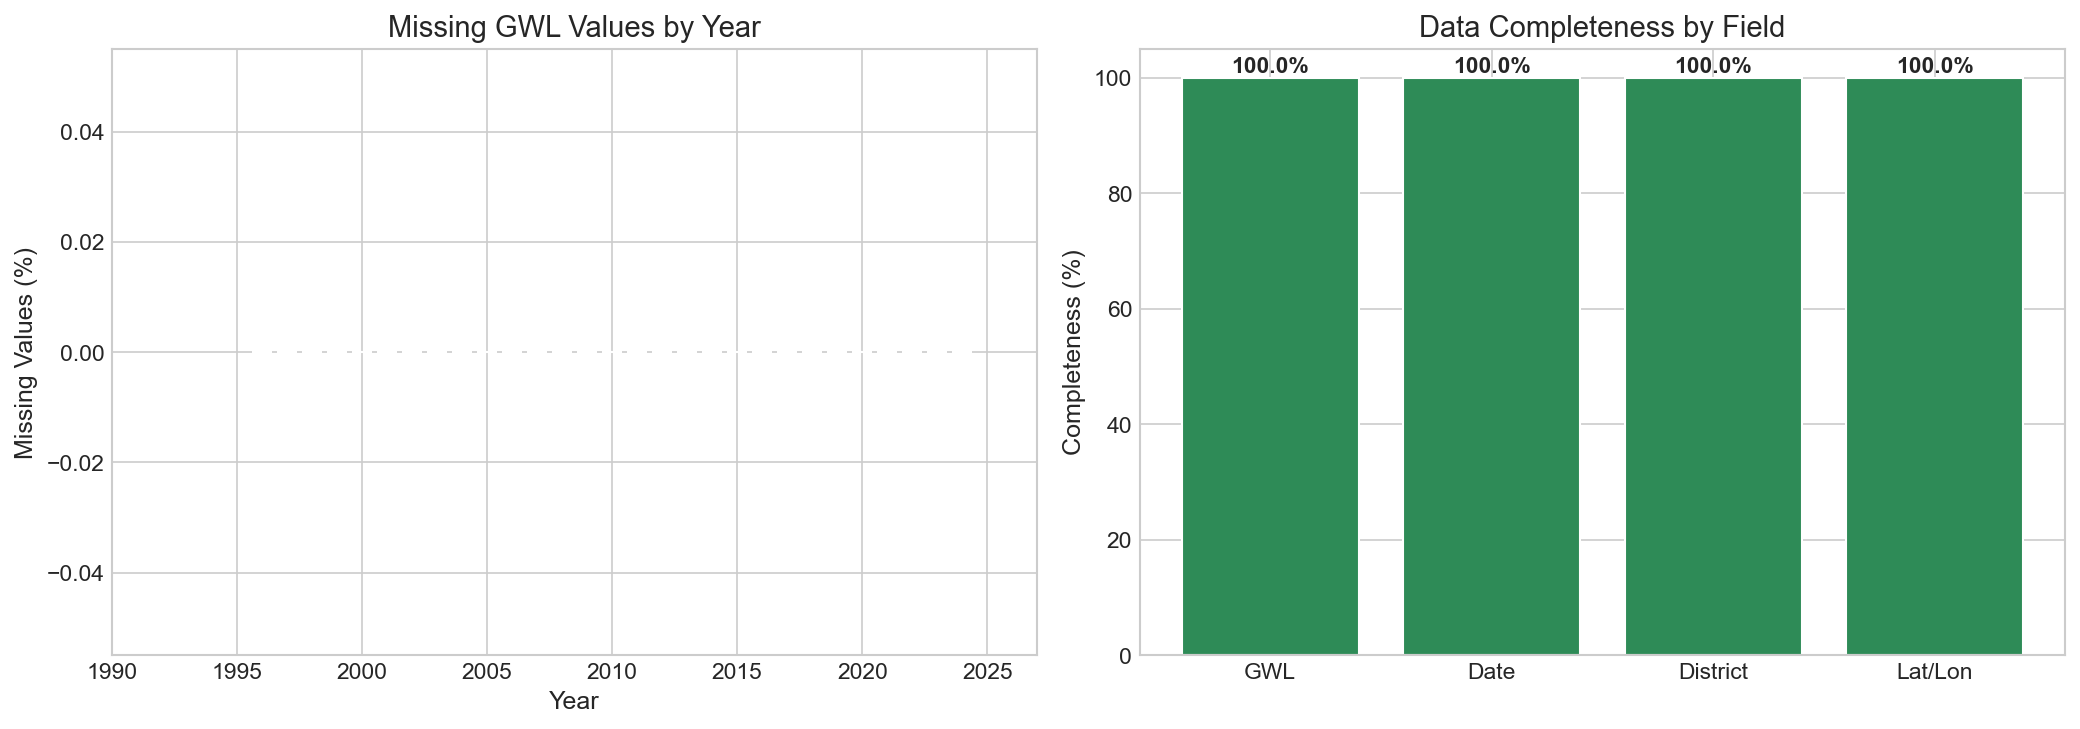 Missing GWL Values by Year
Missing Values (%)
0.04
0.02
0.00
−0.02
−0.04
1990 1995 2000 2005 2010 2015 2020 2025
Year
Data Completeness by Field
Completeness (%)
100.0% 100.0% 100.0% 100.0%
100
80
60
40
20
0
GWL Date District Lat/Lon